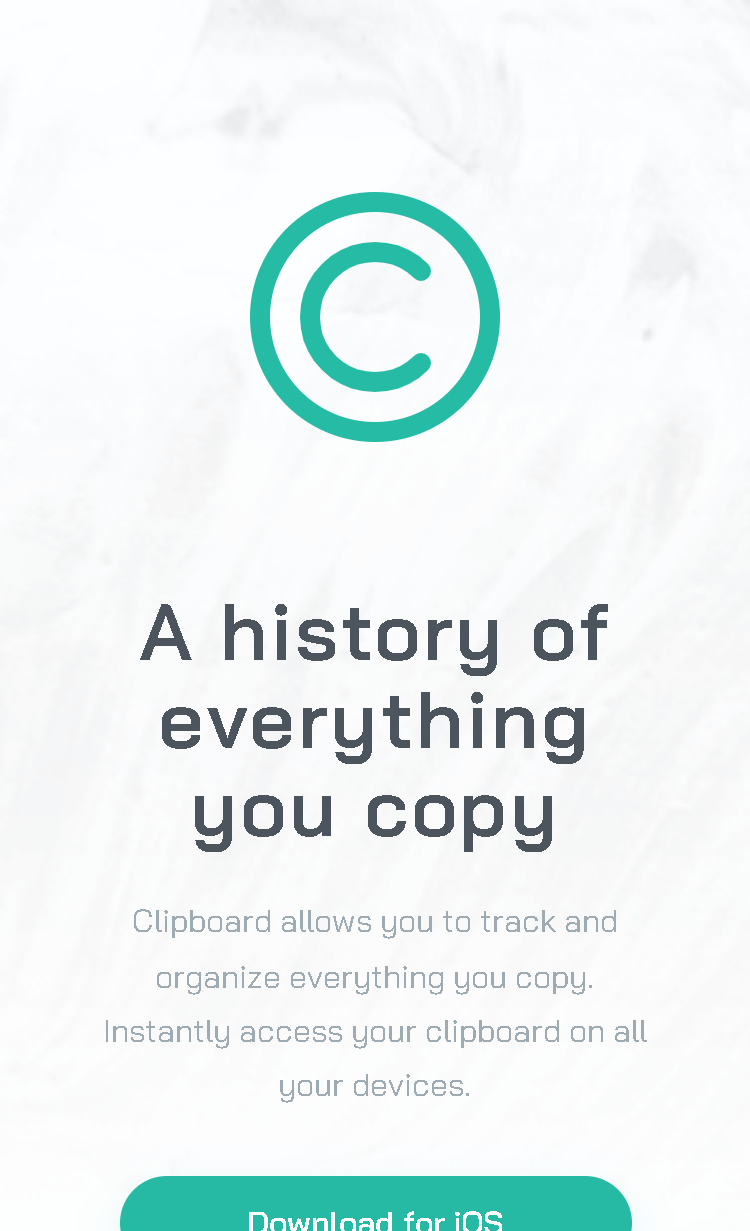 A history of
everything
you copy
Clipboard allows you to track and
organize everything you copy.
Instantly access your clipboard on all
your devices.
Download for iOS